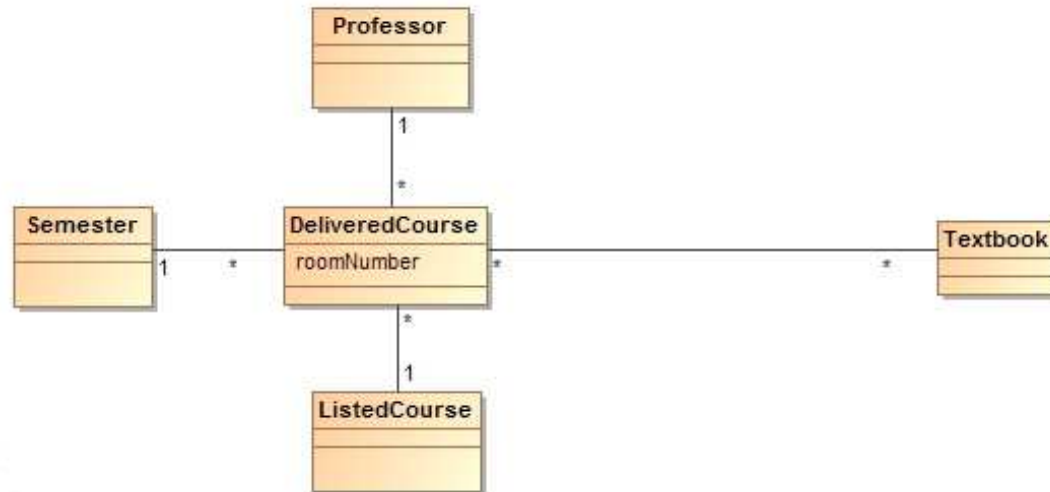 Professor
1
*
Semester
1
*
DeliveredCourse
roomNumber
*
*
Textbook
*
1
ListedCourse